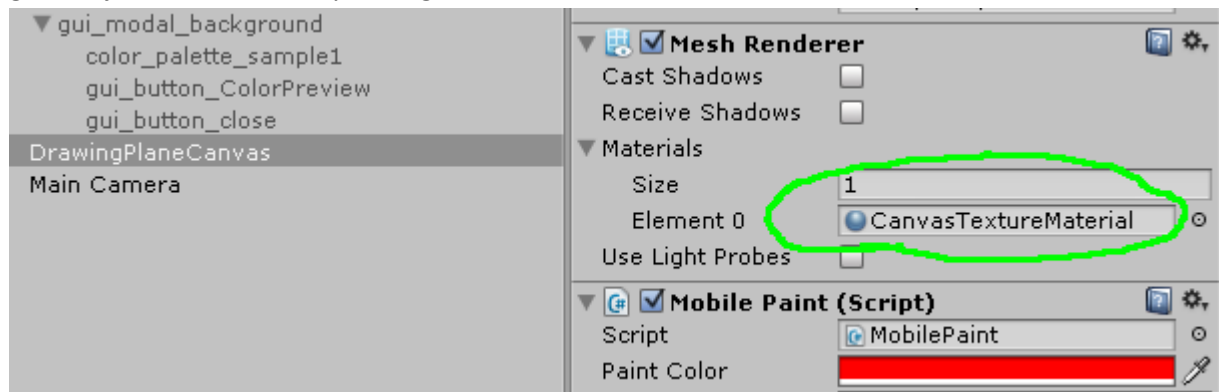 gui_modal_background
color_palette_sample1
gui_button_ColorPreview
gui_button_close
DrawingPlaneCanvas
Main Camera
Mesh Renderer
Cast Shadows
Receive Shadows
Materials
Size 1
Element 0 CanvasTextureMaterial
Use Light Probes
Mobile Paint (Script)
Script MobilePaint
Paint Color